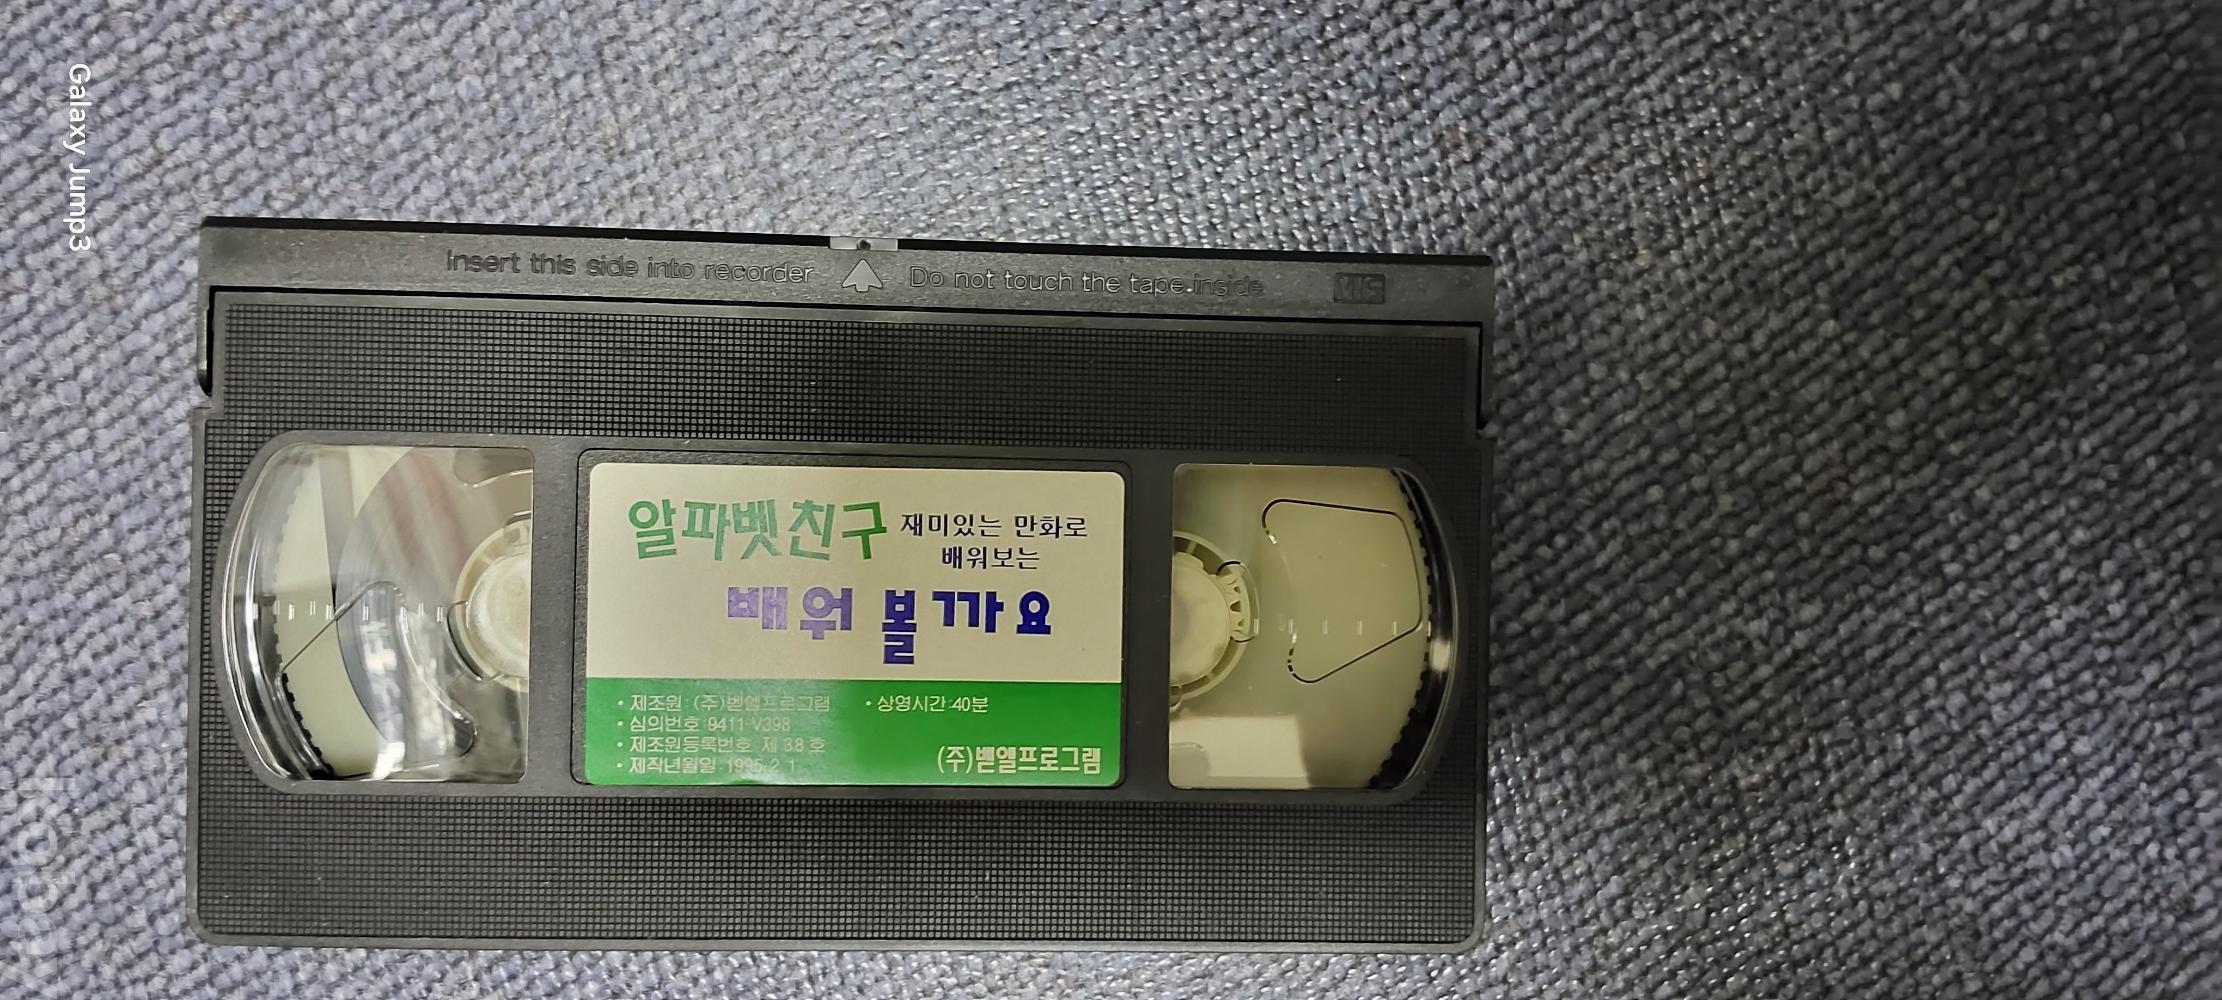 Galaxy Jump3
Insert this side into recorder
Do not touch the tape inside
VHS
알파벳친구 재미있는 만화로
배워보는
배워 볼까요
• 제조원 : (주)벧엘프로그램 • 상영시간:40분
• 심의번호 9411-V398
• 제조원등록번호 제 38 호
• 제작년월일 1995.2.1
(주)벧엘프로그램